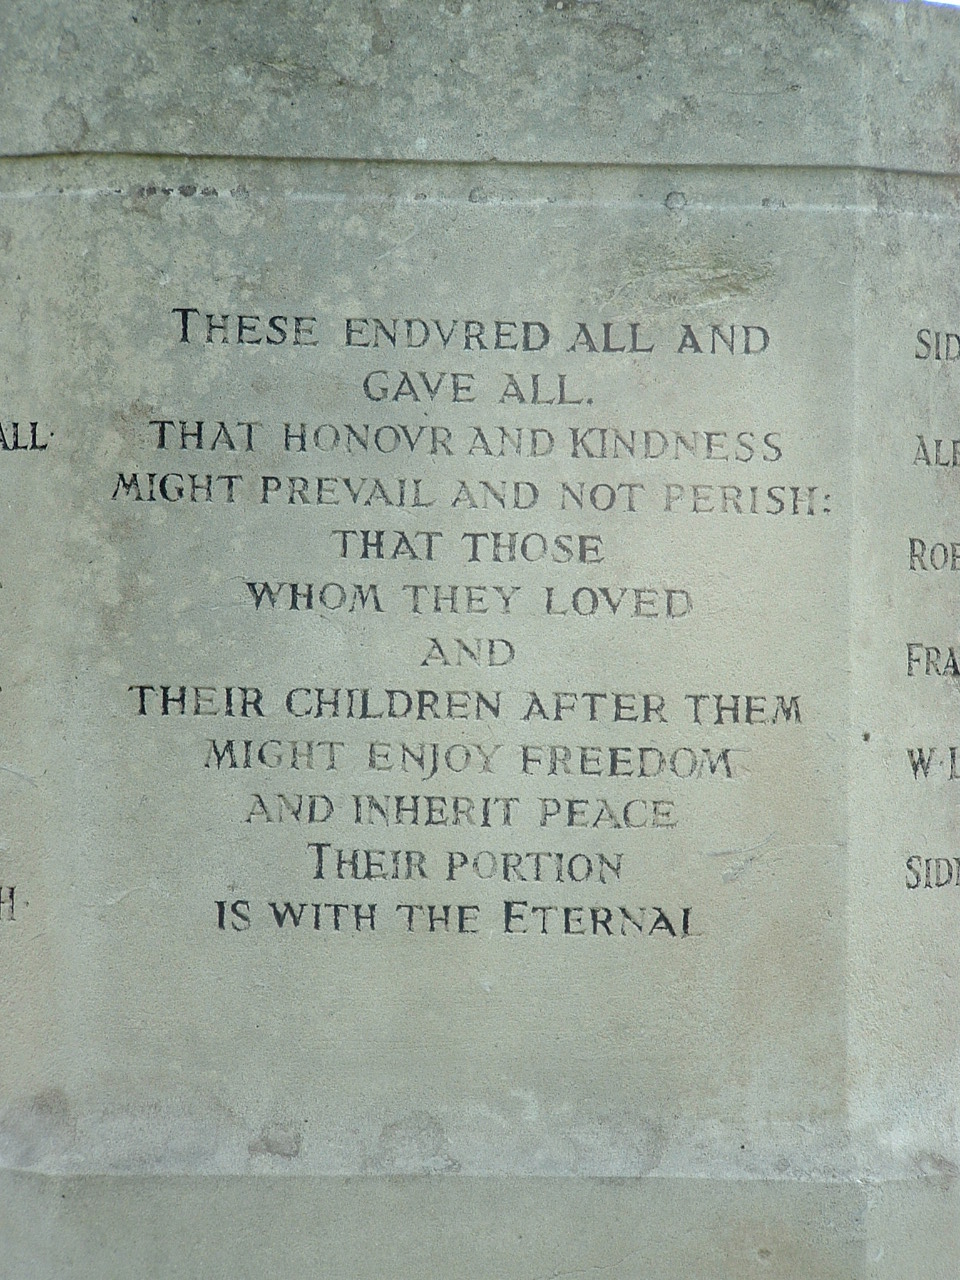 THESE ENDVRED ALL AND
GAVE ALL.
THAT HONOVR AND KINDNESS
MIGHT PREVAIL AND NOT PERISH:
THAT THOSE
WHOM THEY LOVED
AND
THEIR CHILDREN AFTER THEM
MIGHT ENJOY FREEDOM
AND INHERIT PEACE
THEIR PORTION
IS WITH THE ETERNAL